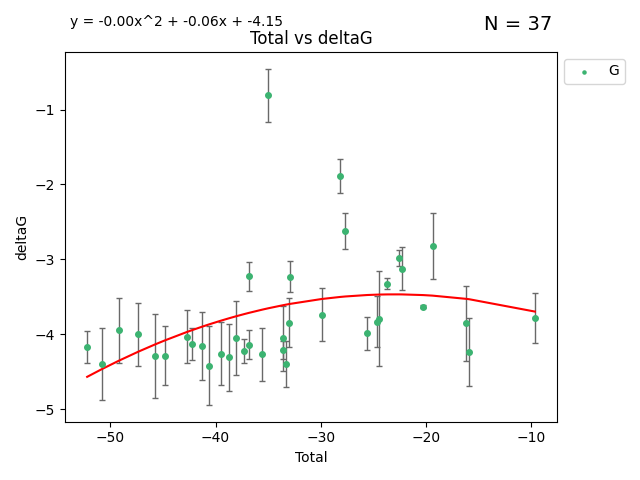 y = -0.00x^2 + -0.06x + -4.15
N = 37
Total vs deltaG
G
−1
−2
−3
−4
−5
deltaG
−50 −40 −30 −20 −10
Total